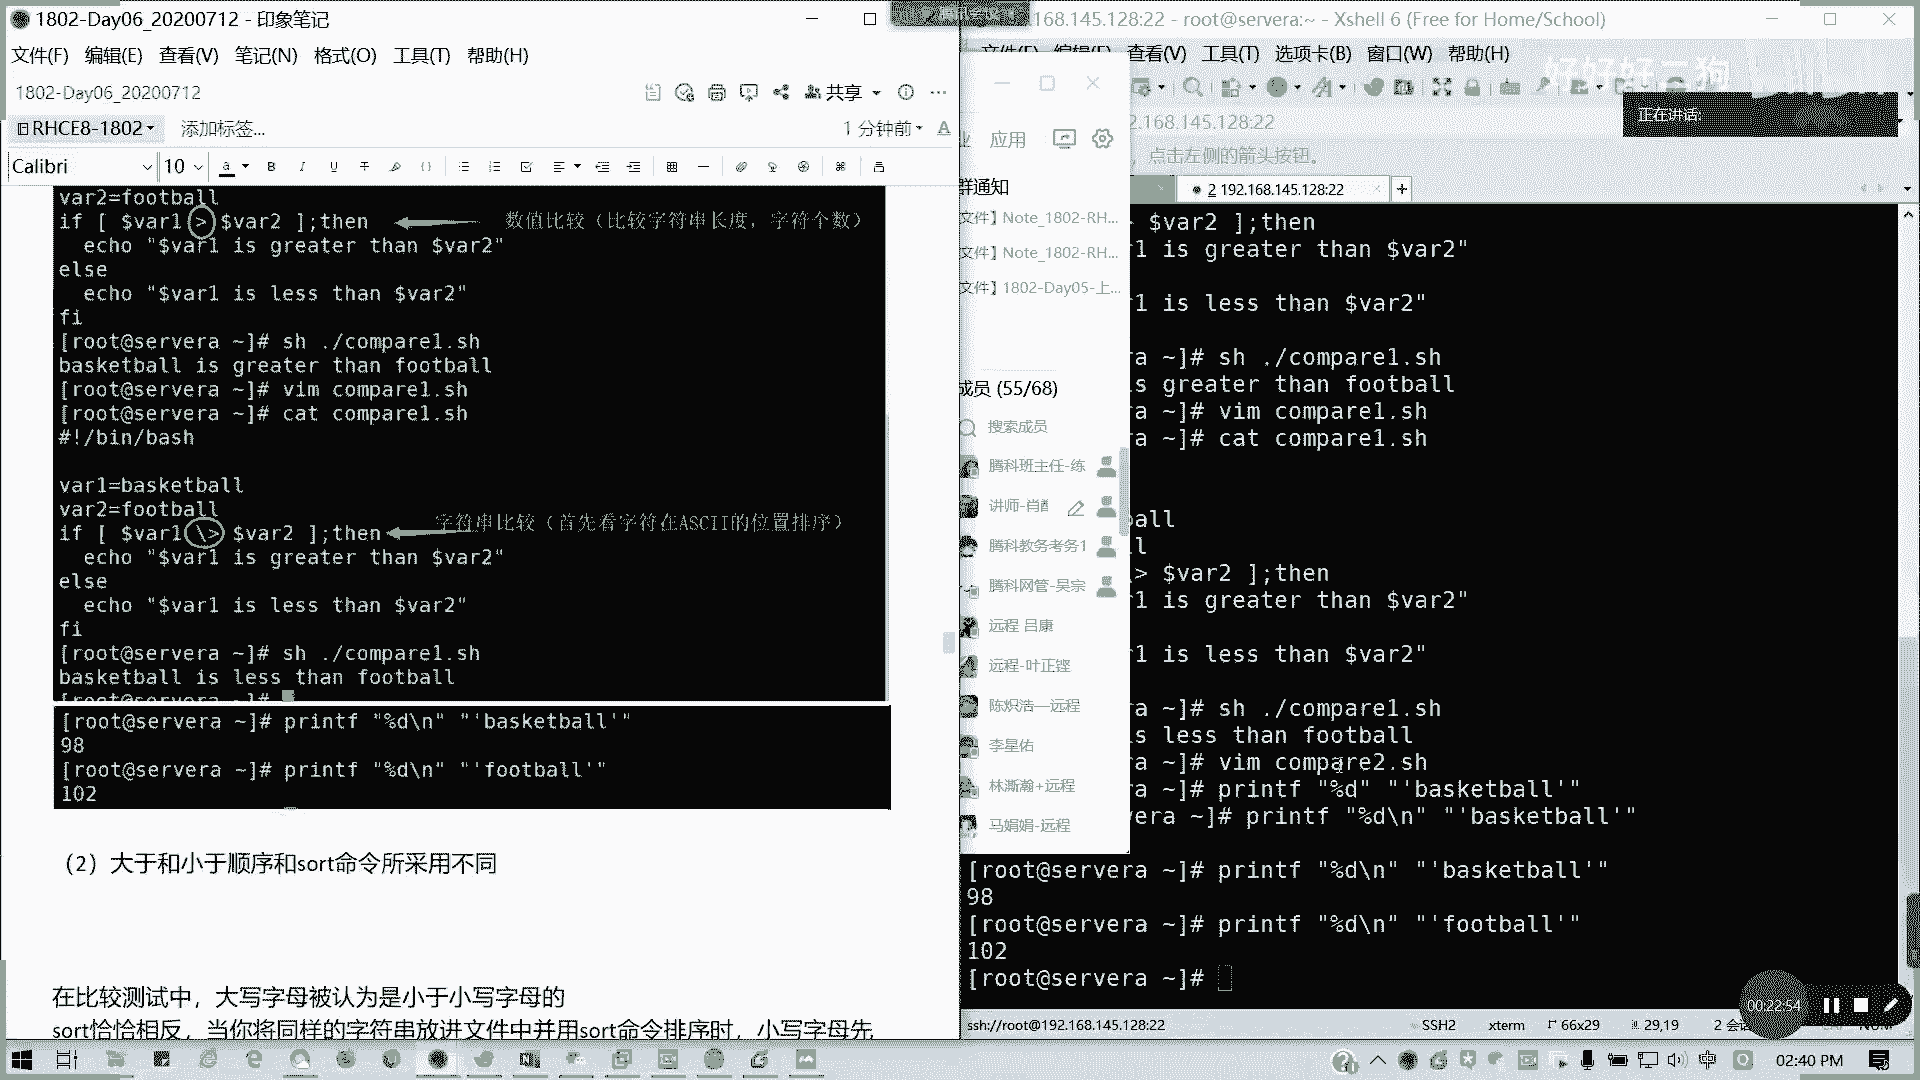 1802-Day06_20200712 - 印象笔记
文件(F) 编辑(E) 查看(V) 笔记(N) 格式(O) 工具(T) 帮助(H)
1802-Day06_20200712
共享
RHCE8-1802
添加标签...
1 分钟前
Calibri 10
var2=football
if [ $var1 > $var2 ];then
数值比较（比较字符串长度，字符个数）
echo "$var1 is greater than $var2"
else
echo "$var1 is less than $var2"
fi
[root@servera ~]# sh ./compare1.sh
basketball is greater than football
[root@servera ~]# vim compare1.sh
[root@servera ~]# cat compare1.sh
#!/bin/bash
var1=basketball
var2=football
if [ $var1 \> $var2 ];then
字符串比较（首先看字符在ASCII的位置排序）
echo "$var1 is greater than $var2"
else
echo "$var1 is less than $var2"
fi
[root@servera ~]# sh ./compare1.sh
basketball is less than football
[root@servera ~]#
[root@servera ~]# printf "%d\n" "'basketball'"
98
[root@servera ~]# printf "%d\n" "'football'"
102
（2）大于和小于顺序和sort命令所采用不同
在比较测试中，大写字母被认为是小于小写字母的
sort恰恰相反，当你将同样的字符串放进文件中并用sort命令排序时，小写字母先
应用
群通知
文件】Note_1802-RH...
文件】Note_1802-RH...
文件】1802-Day05-上...
成员 (55/68)
搜索成员
腾科班主任-练
讲师-肖
腾科教务考务1
腾科网管-吴宗
远程 吕康
远程-叶正铿
陈炽浩—远程
李星佑
林澌瀚+远程
马娟娟-远程
168.145.128:22 - root@servera:~ - Xshell 6 (Free for Home/School)
文件(F) 编辑(E) 查看(V) 工具(T) 选项卡(B) 窗口(W) 帮助(H)
好好好二狗
2.168.145.128:22
正在讲话:
，点击左侧的箭头按钮。
2 192.168.145.128:22
$var2 ];then
1 is greater than $var2"
1 is less than $var2"
a ~]# sh ./compare1.sh
s greater than football
a ~]# vim compare1.sh
a ~]# cat compare1.sh
all
l
> $var2 ];then
1 is greater than $var2"
1 is less than $var2"
a ~]# sh ./compare1.sh
s less than football
a ~]# vim compare2.sh
a ~]# printf "%d" "'basketball'"
era ~]# printf "%d\n" "'basketball'"
[root@servera ~]# printf "%d\n" "'basketball'"
98
[root@servera ~]# printf "%d\n" "'football'"
102
[root@servera ~]#
00:22:54
ssh://root@192.168.145.128:22
SSH2
xterm
66x29
29,19
2 会
中
02:40 PM